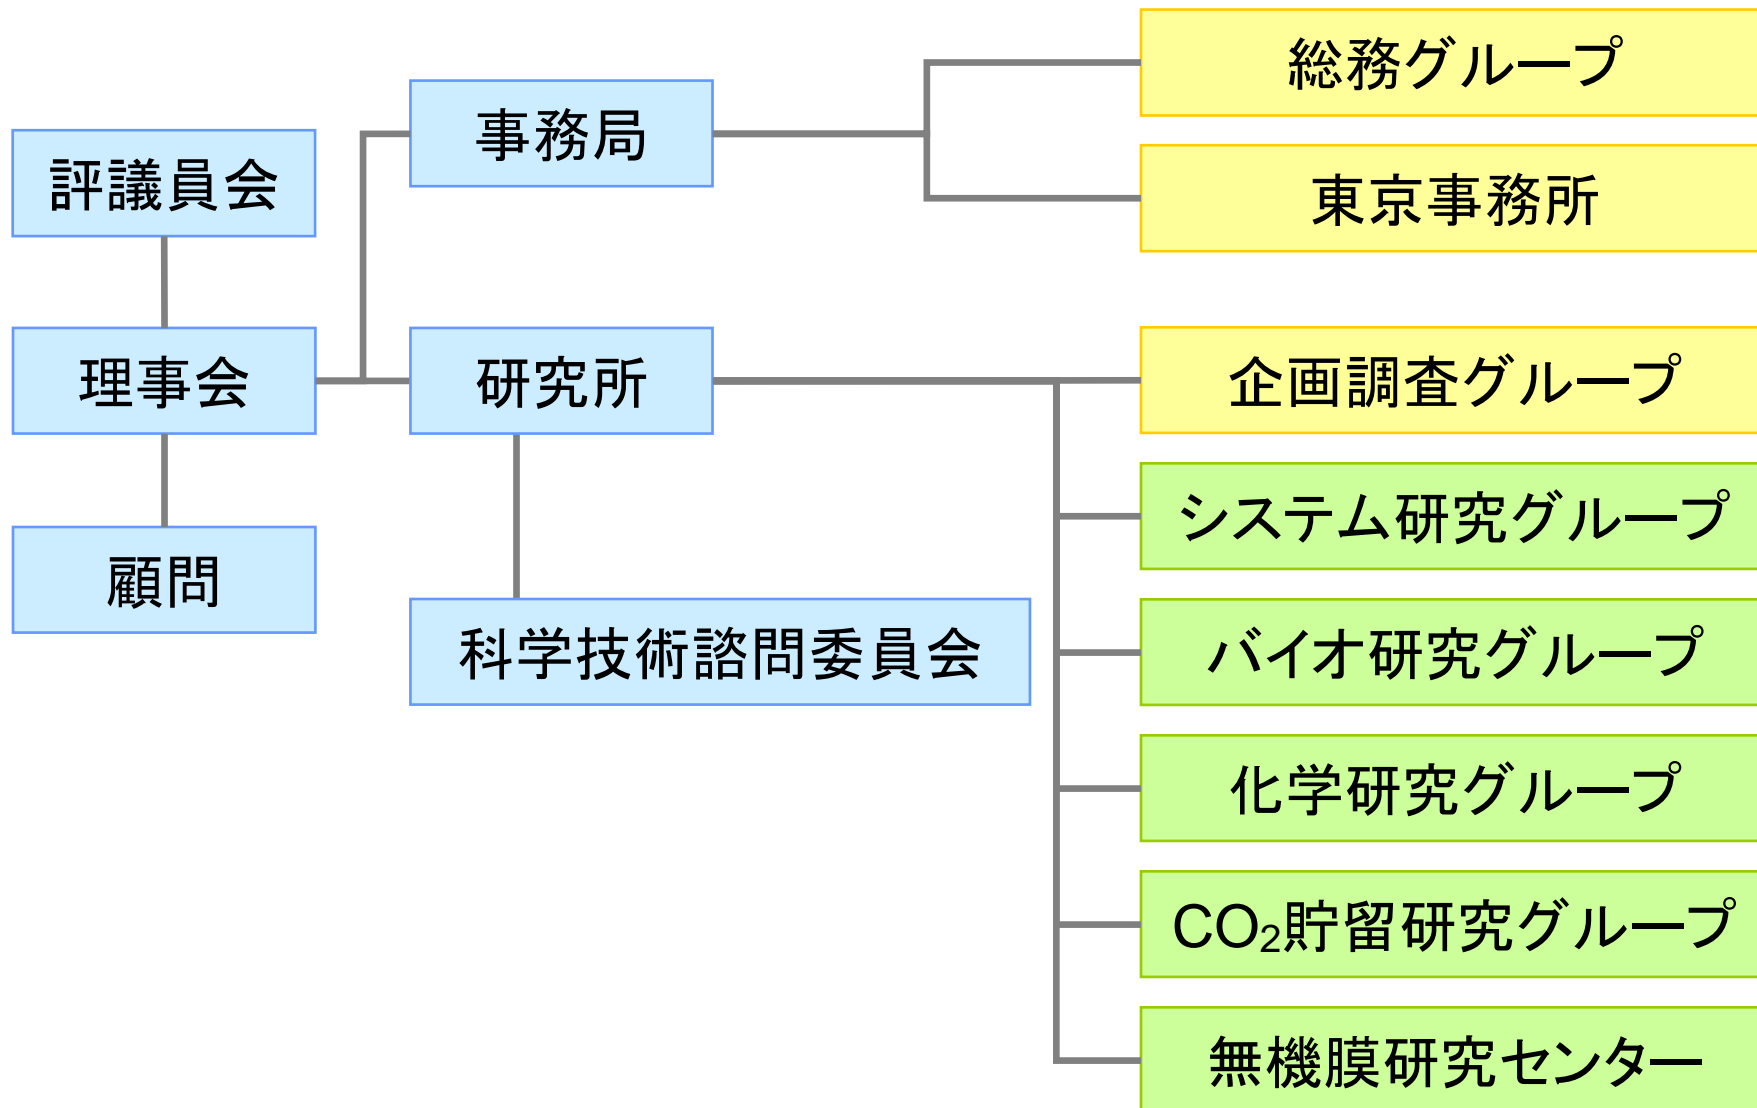 評議員会
理事会
顧問
事務局
研究所
科学技術諮問委員会
総務グループ
東京事務所
企画調査グループ
システム研究グループ
バイオ研究グループ
化学研究グループ
CO₂貯留研究グループ
無機膜研究センター